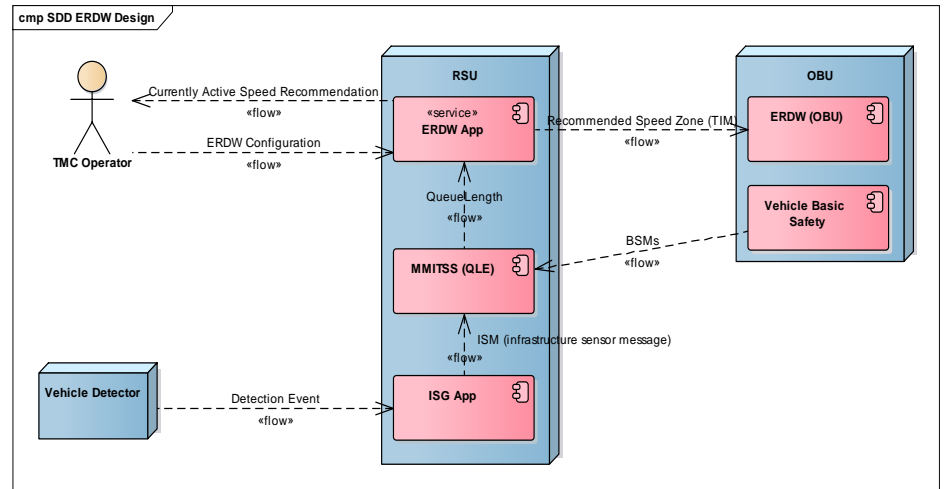 cmp SDD ERDW Design
RSU
OBU
Currently Active Speed Recommendation
«flow»
«service»
ERDW App
Recommended Speed Zone (TIM)
«flow»
ERDW (OBU)
ERDW Configuration
«flow»
TMC Operator
QueueLength
«flow»
Vehicle Basic
Safety
BSMs
«flow»
MMITSS (QLE)
ISM (infrastructure sensor message)
«flow»
Vehicle Detector
Detection Event
«flow»
ISG App